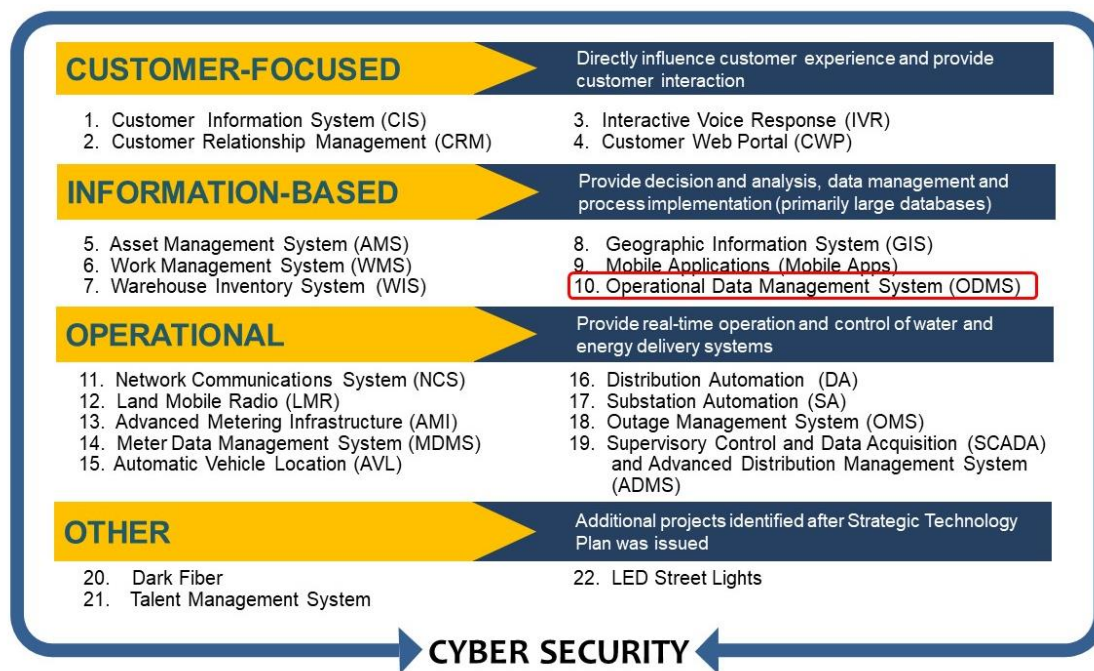 CUSTOMER-FOCUSED
Directly influence customer experience and provide
customer interaction
1. Customer Information System (CIS)
2. Customer Relationship Management (CRM)
3. Interactive Voice Response (IVR)
4. Customer Web Portal (CWP)
INFORMATION-BASED
Provide decision and analysis, data management and
process implementation (primarily large databases)
5. Asset Management System (AMS)
6. Work Management System (WMS)
7. Warehouse Inventory System (WIS)
8. Geographic Information System (GIS)
9. Mobile Applications (Mobile Apps)
10. Operational Data Management System (ODMS)
OPERATIONAL
Provide real-time operation and control of water and
energy delivery systems
11. Network Communications System (NCS)
12. Land Mobile Radio (LMR)
13. Advanced Metering Infrastructure (AMI)
14. Meter Data Management System (MDMS)
15. Automatic Vehicle Location (AVL)
16. Distribution Automation (DA)
17. Substation Automation (SA)
18. Outage Management System (OMS)
19. Supervisory Control and Data Acquisition (SCADA)
and Advanced Distribution Management System
(ADMS)
OTHER
Additional projects identified after Strategic Technology
Plan was issued
20. Dark Fiber
21. Talent Management System
22. LED Street Lights
CYBER SECURITY